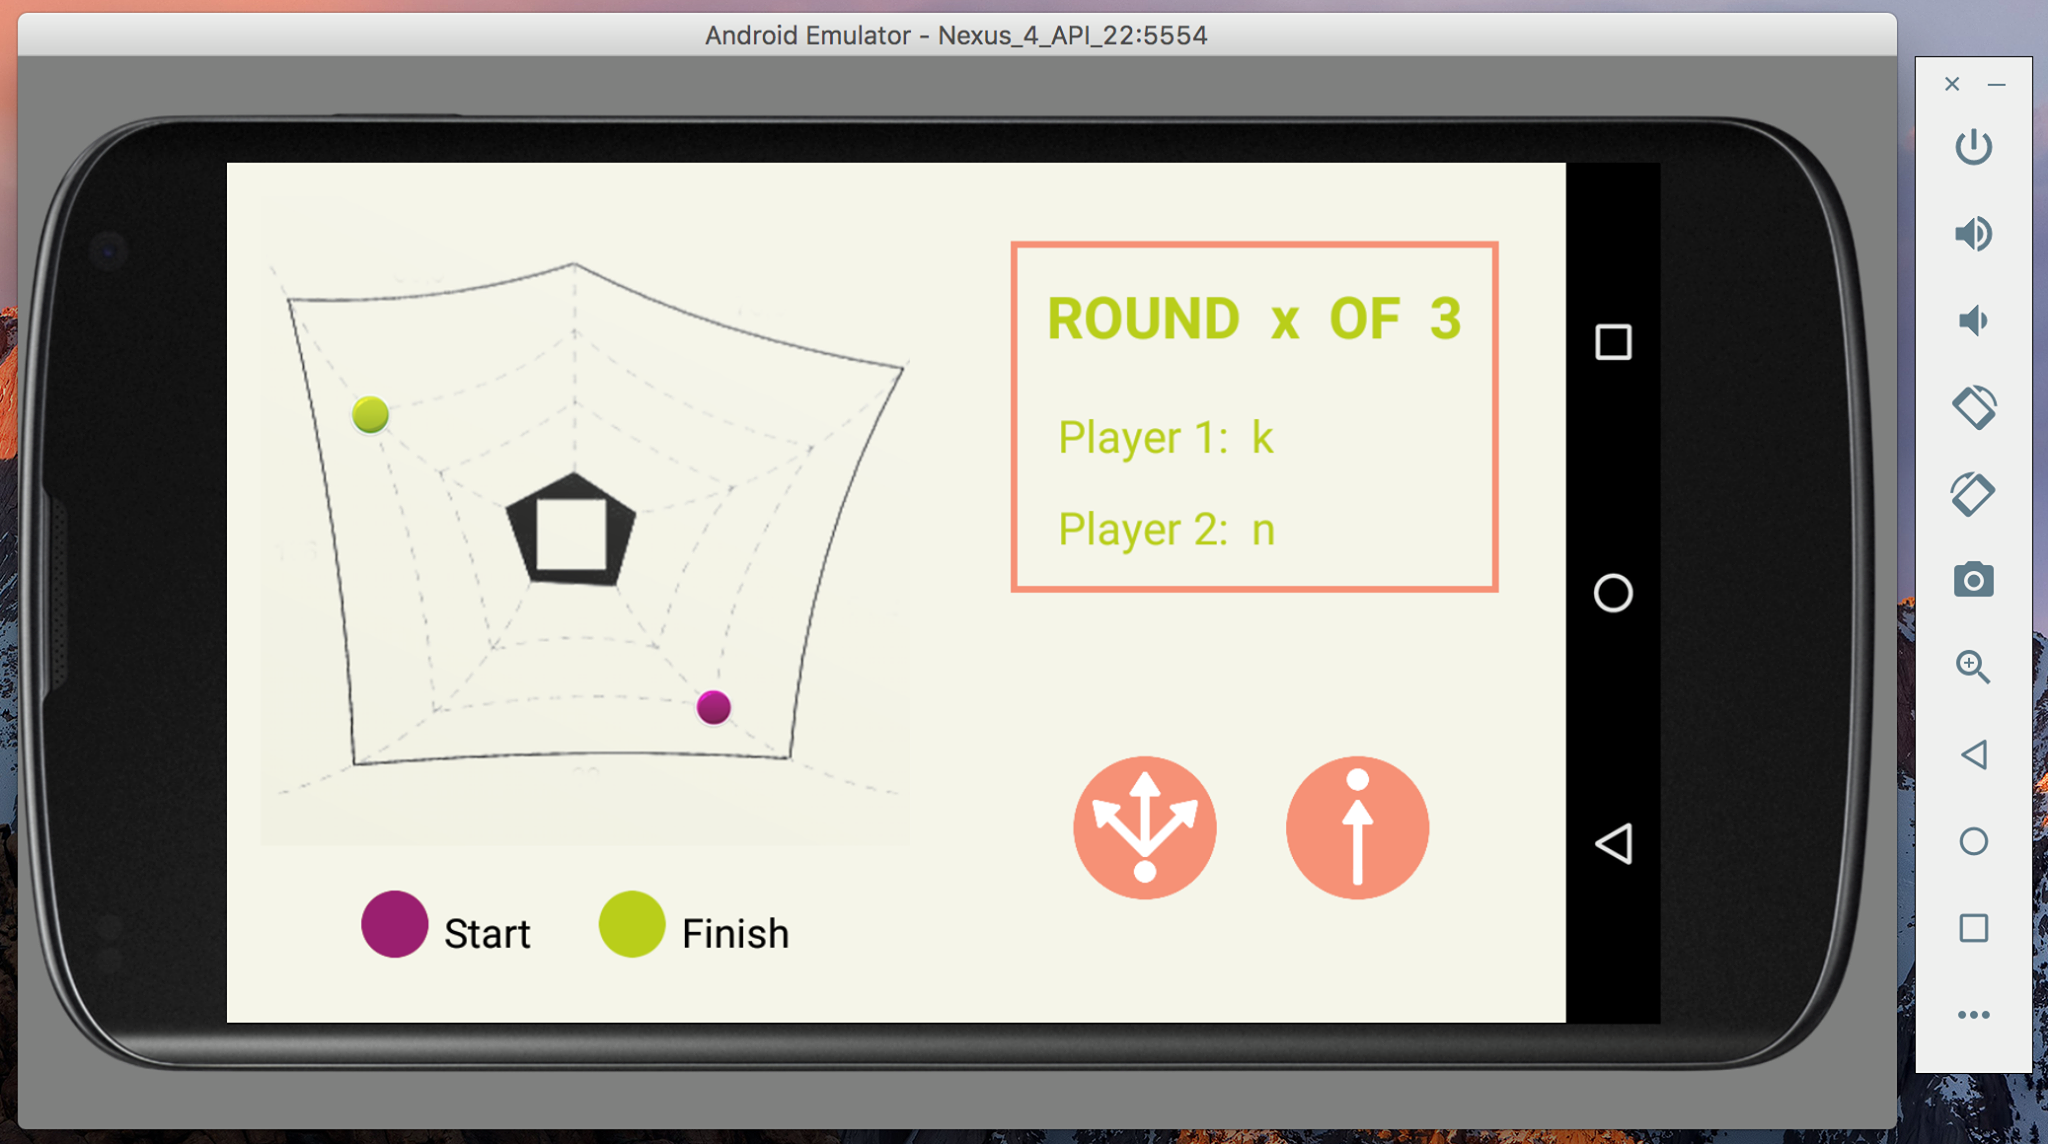 Android Emulator - Nexus_4_API_22:5554
ROUND x OF 3
Player 1: k
Player 2: n
Start
Finish